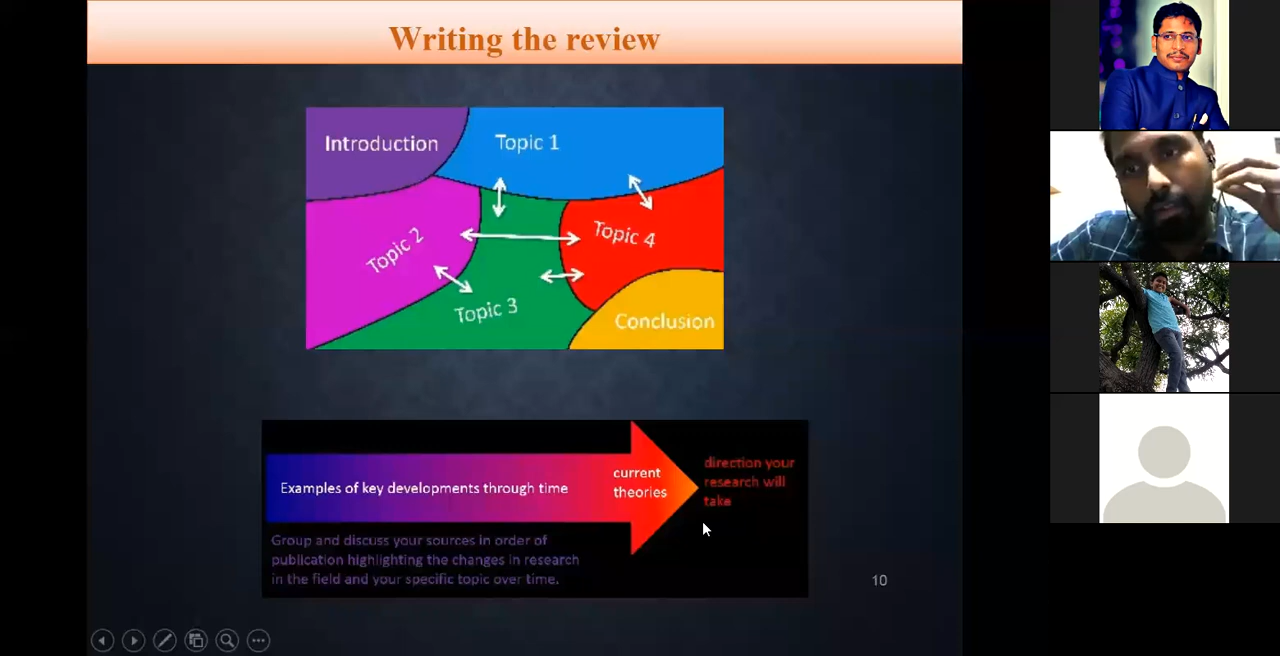 Writing the review
Introduction
Topic 1
Topic 2
Topic 4
Topic 3
Conclusion
Examples of key developments through time
current
theories
direction your
research will
take
Group and discuss your sources in order of
publication highlighting the changes in research
in the field and your specific topic over time.
10